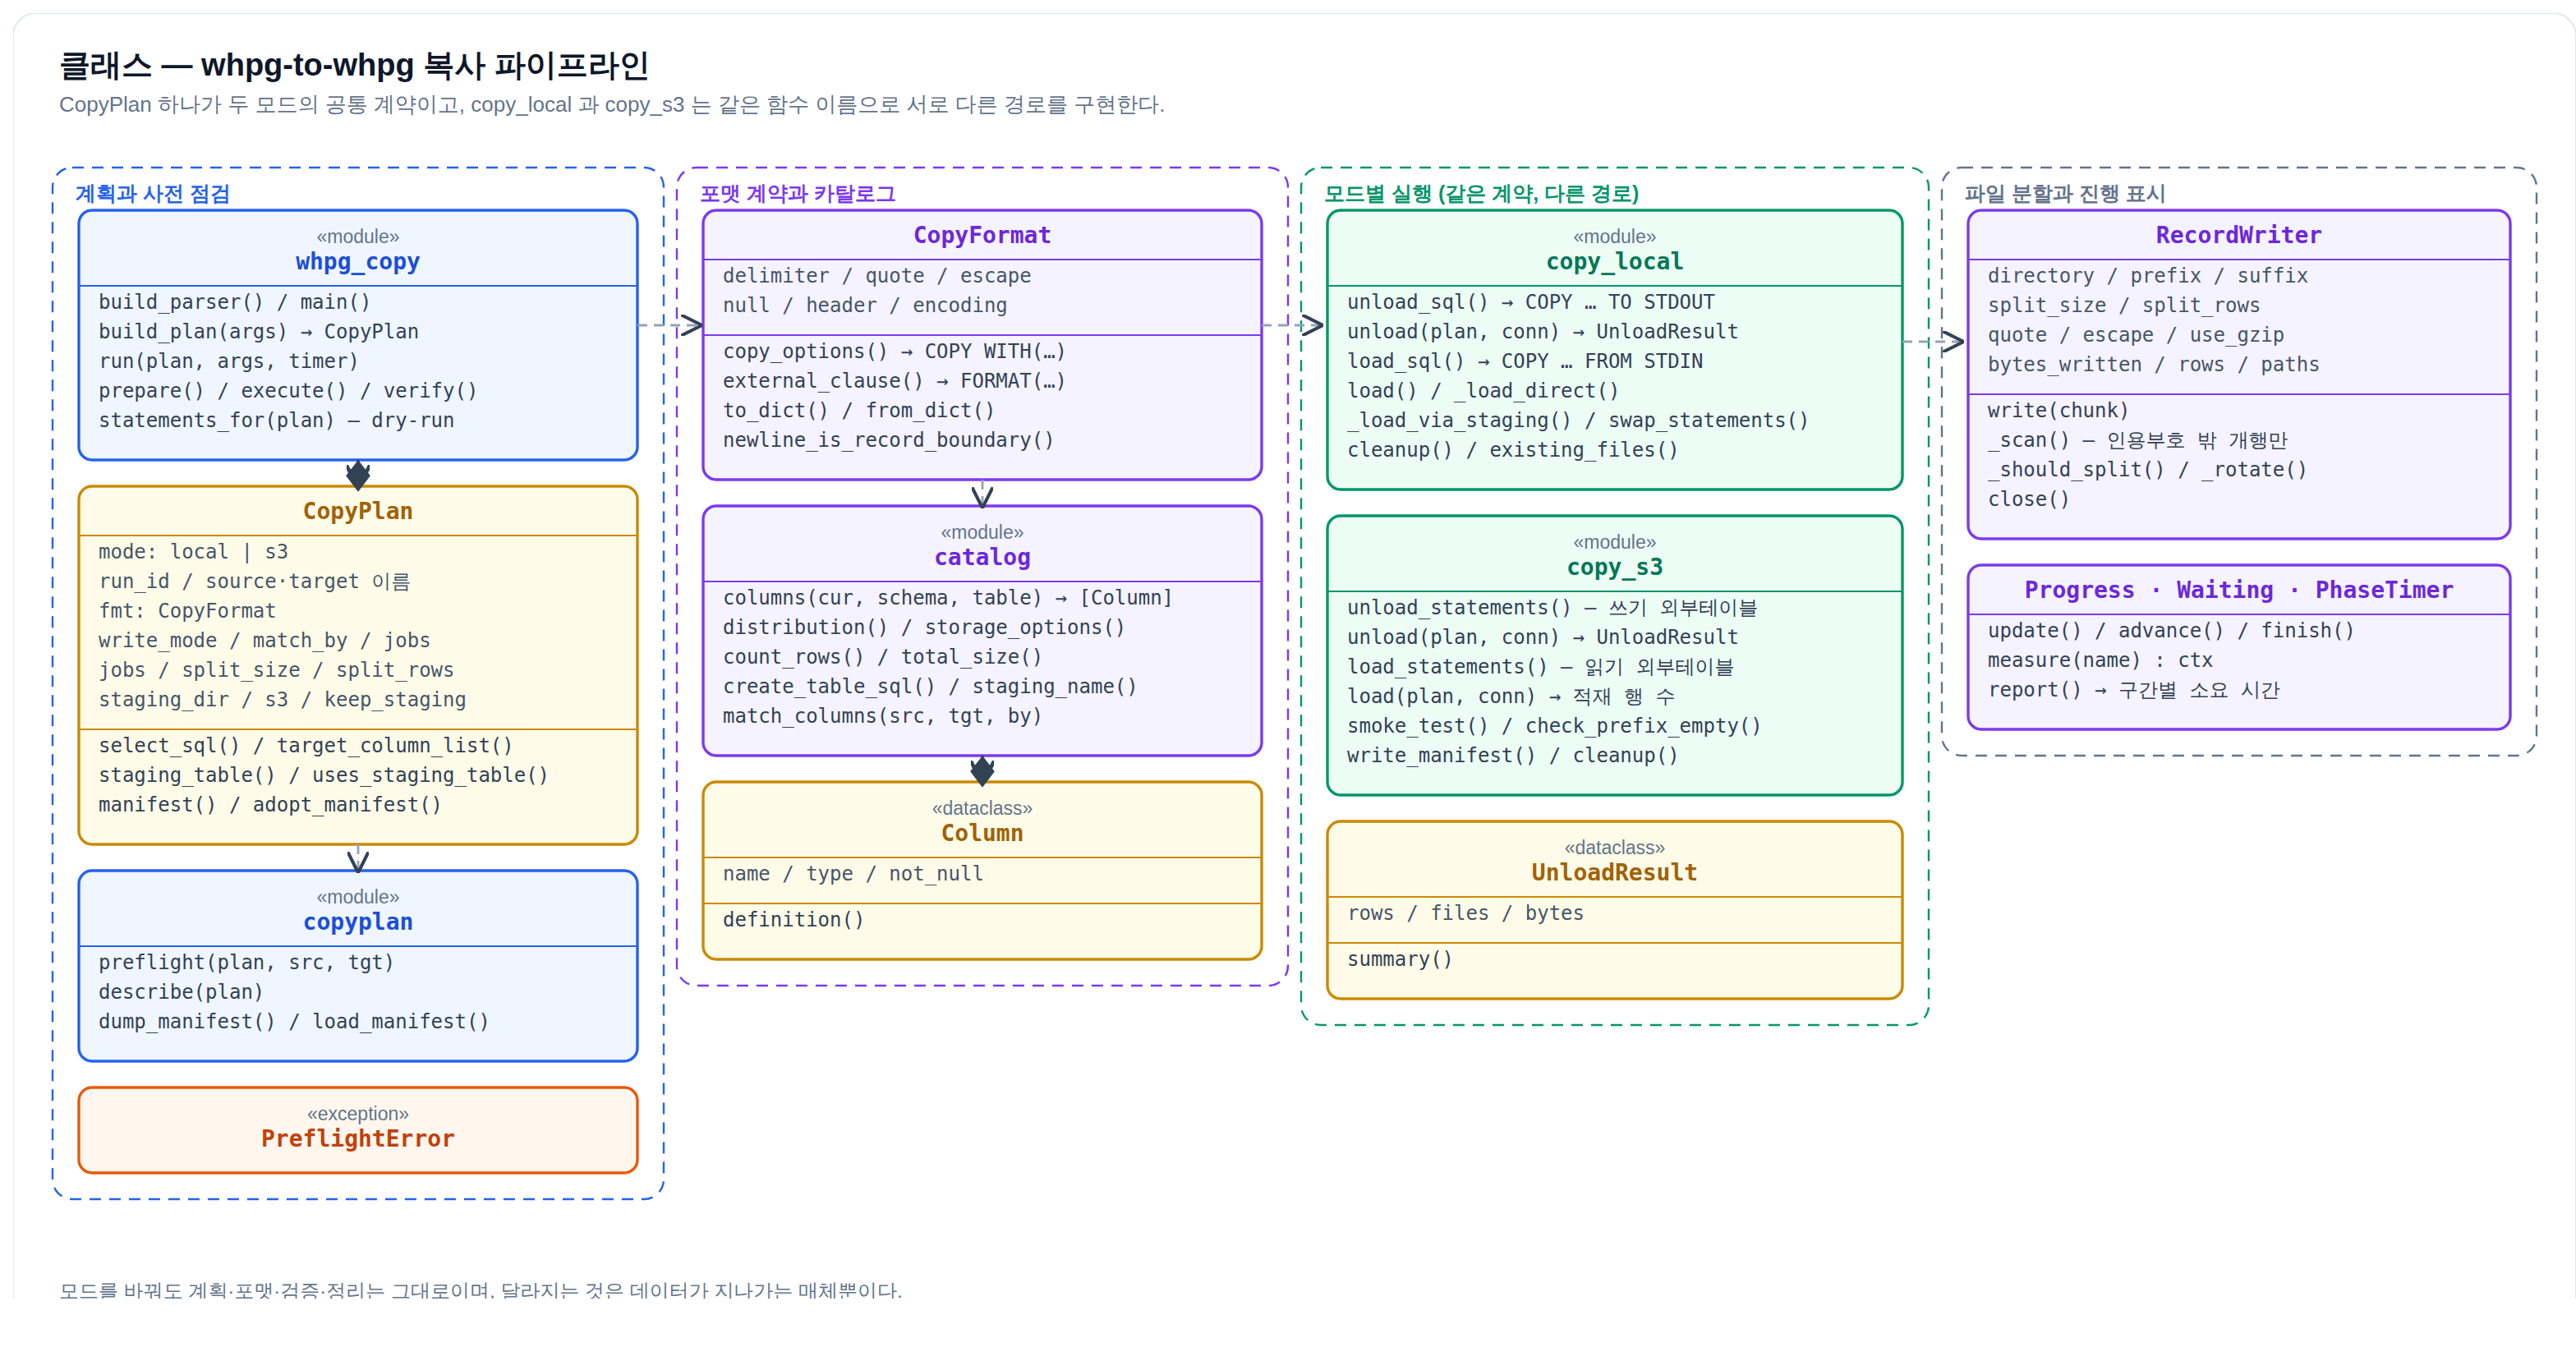 클래스 — whpg-to-whpg 복사 파이프라인
CopyPlan 하나가 두 모드의 공통 계약이고, copy_local 과 copy_s3 는 같은 함수 이름으로 서로 다른 경로를 구현한다.
계획과 사전 점검
«module»
whpg_copy
build_parser() / main()
build_plan(args) → CopyPlan
run(plan, args, timer)
prepare() / execute() / verify()
statements_for(plan) — dry-run
CopyPlan
mode: local | s3
run_id / source·target 이름
fmt: CopyFormat
write_mode / match_by / jobs
jobs / split_size / split_rows
staging_dir / s3 / keep_staging
select_sql() / target_column_list()
staging_table() / uses_staging_table()
manifest() / adopt_manifest()
«module»
copyplan
preflight(plan, src, tgt)
describe(plan)
dump_manifest() / load_manifest()
«exception»
PreflightError
포맷 계약과 카탈로그
CopyFormat
delimiter / quote / escape
null / header / encoding
copy_options() → COPY WITH(…)
external_clause() → FORMAT(…)
to_dict() / from_dict()
newline_is_record_boundary()
«module»
catalog
columns(cur, schema, table) → [Column]
distribution() / storage_options()
count_rows() / total_size()
create_table_sql() / staging_name()
match_columns(src, tgt, by)
«dataclass»
Column
name / type / not_null
definition()
모드별 실행 (같은 계약, 다른 경로)
«module»
copy_local
unload_sql() → COPY … TO STDOUT
unload(plan, conn) → UnloadResult
load_sql() → COPY … FROM STDIN
load() / _load_direct()
_load_via_staging() / swap_statements()
cleanup() / existing_files()
«module»
copy_s3
unload_statements() — 쓰기 외부테이블
unload(plan, conn) → UnloadResult
load_statements() — 읽기 외부테이블
load(plan, conn) → 적재 행 수
smoke_test() / check_prefix_empty()
write_manifest() / cleanup()
«dataclass»
UnloadResult
rows / files / bytes
summary()
파일 분할과 진행 표시
RecordWriter
directory / prefix / suffix
split_size / split_rows
quote / escape / use_gzip
bytes_written / rows / paths
write(chunk)
_scan() — 인용부호 밖 개행만
_should_split() / _rotate()
close()
Progress · Waiting · PhaseTimer
update() / advance() / finish()
measure(name) : ctx
report() → 구간별 소요 시간
모드를 바꿔도 계획·포맷·검증·정리는 그대로이며, 달라지는 것은 데이터가 지나가는 매체뿐이다.